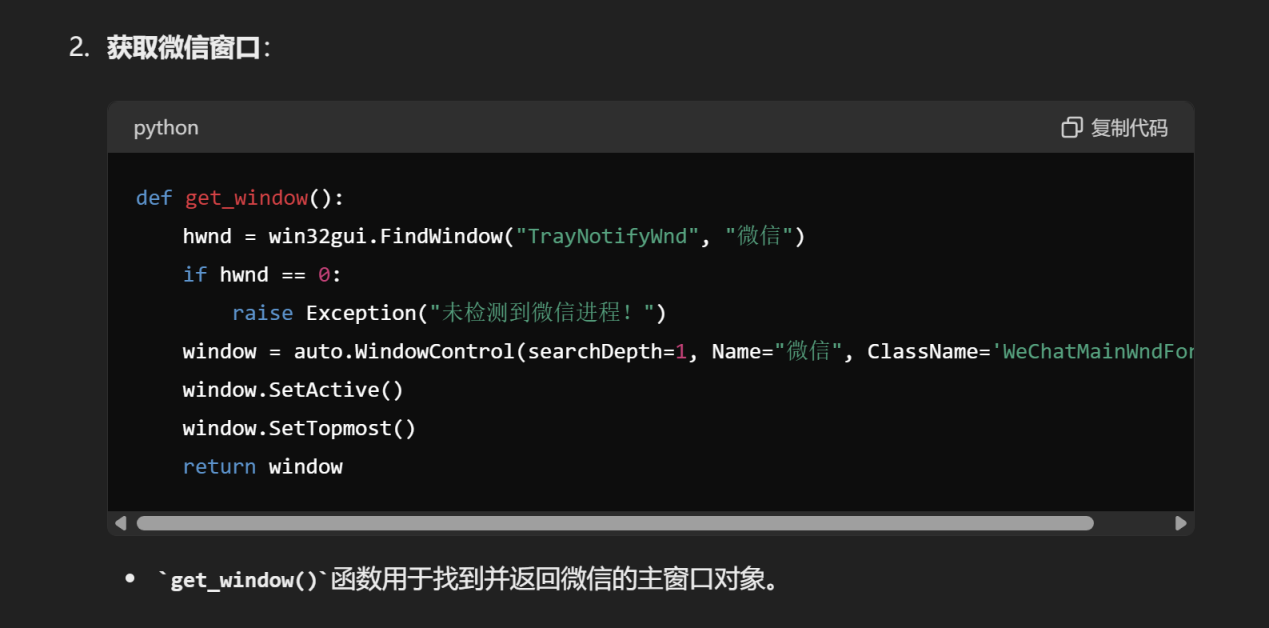 2. 获取微信窗口：
python
复制代码
def get_window():
    hwnd = win32gui.FindWindow("TrayNotifyWnd", "微信")
    if hwnd == 0:
        raise Exception("未检测到微信进程！")
    window = auto.WindowControl(searchDepth=1, Name="微信", ClassName='WeChatMainWndFor
    window.SetActive()
    window.SetTopmost()
    return window
• `get_window()`函数用于找到并返回微信的主窗口对象。